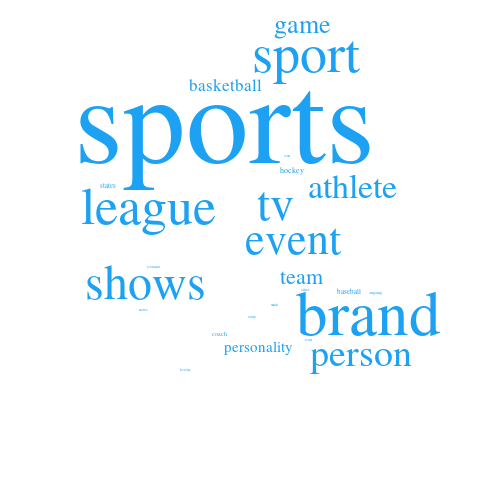 game
sport
basketball
sports
hockey
states
athlete
league
tv
event
team
shows
baseball
brand
coach
personality
person